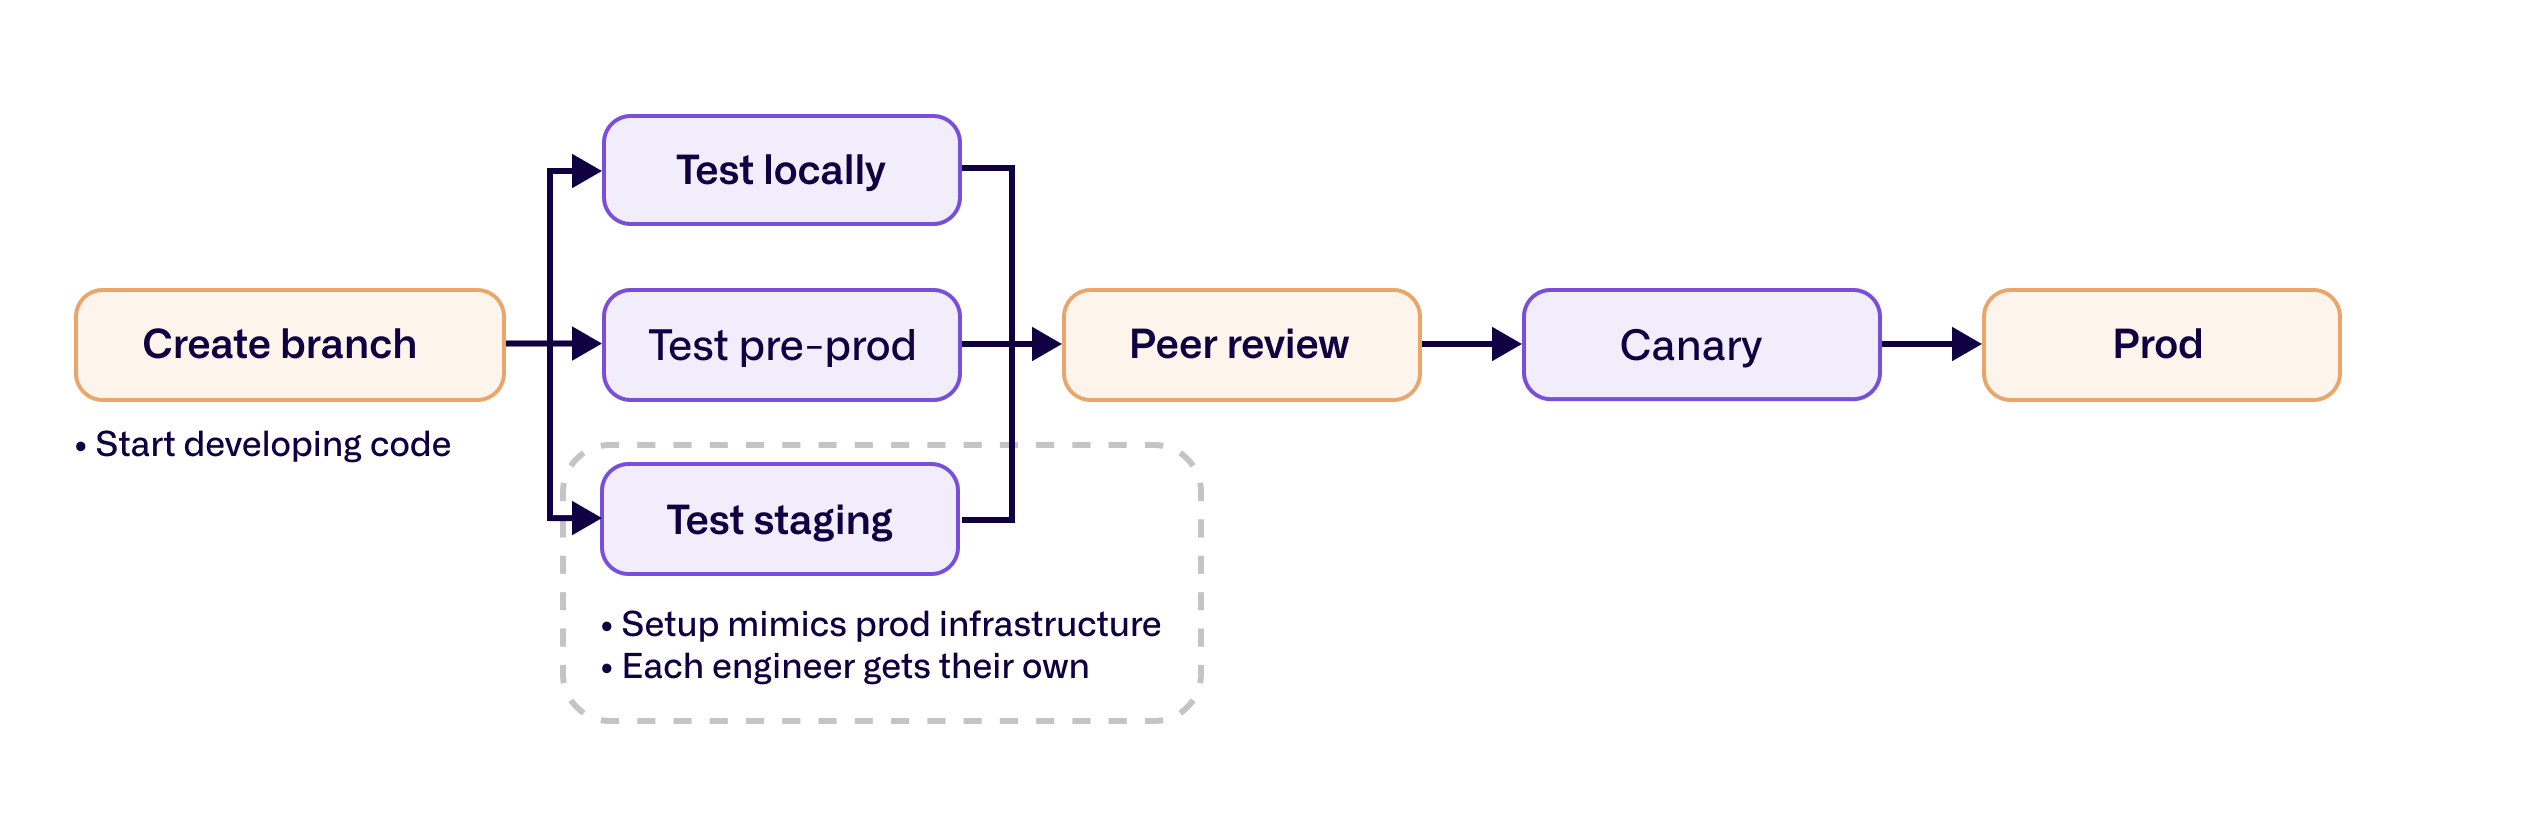 Test locally
Create branch
Test pre-prod
Peer review
Canary
Prod
• Start developing code
Test staging
• Setup mimics prod infrastructure
• Each engineer gets their own